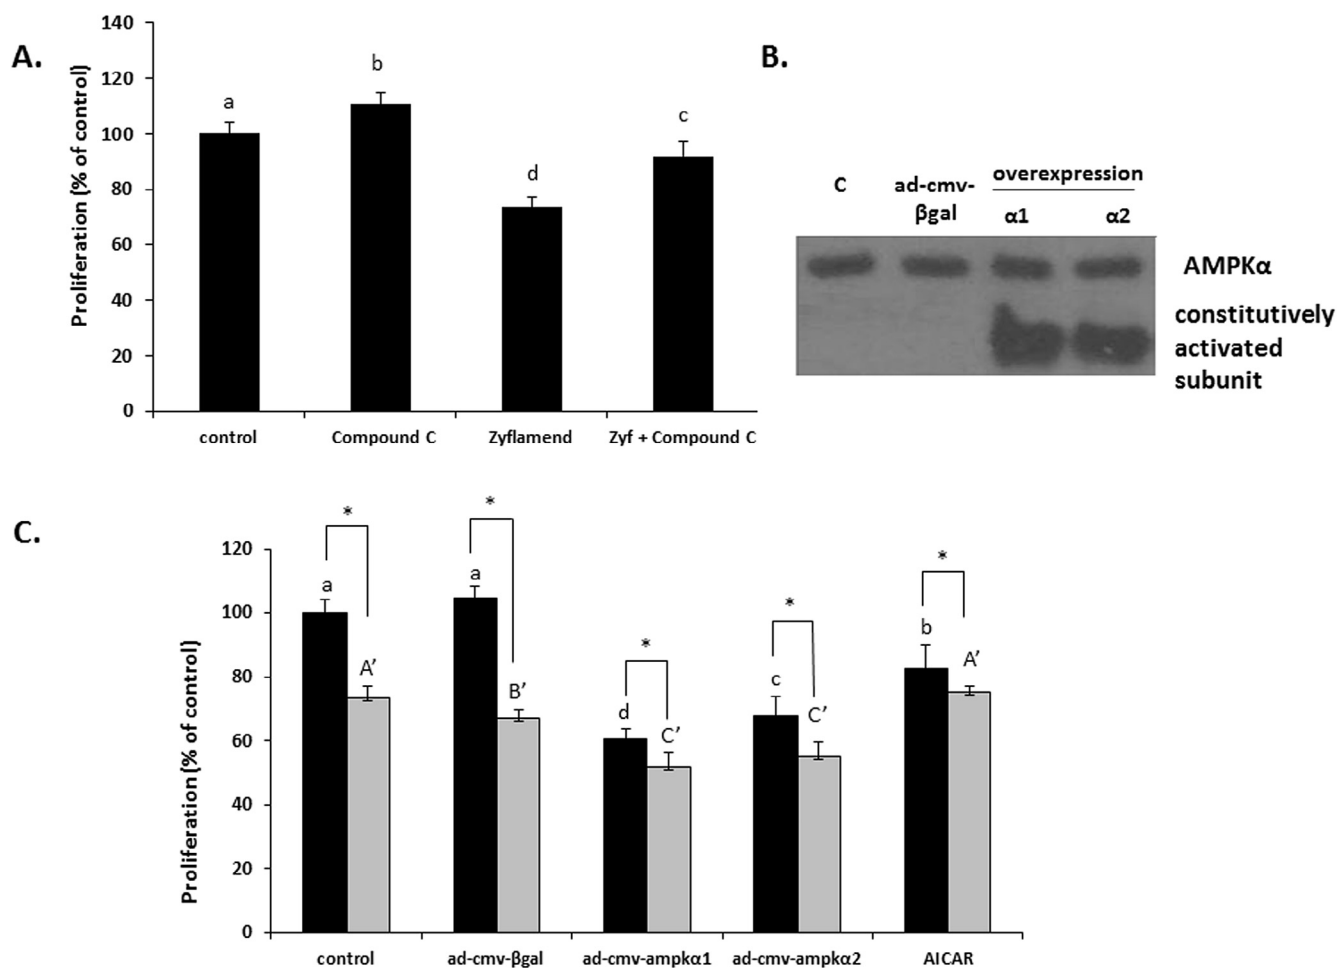 A.
Proliferation (% of control)
140
120
100
80
60
40
20
0
a
b
d
c
control
Compound C
Zyflamend
Zyf + Compound C
B.
C
ad-cmv-
βgal
overexpression
α1
α2
AMPKα
constitutively
activated
subunit
C.
Proliferation (% of control)
120
100
80
60
40
20
0
*
a
A’
*
a
B’
*
d
C’
*
c
C’
*
b
A’
control
ad-cmv-βgal
ad-cmv-ampkα1
ad-cmv-ampkα2
AICAR